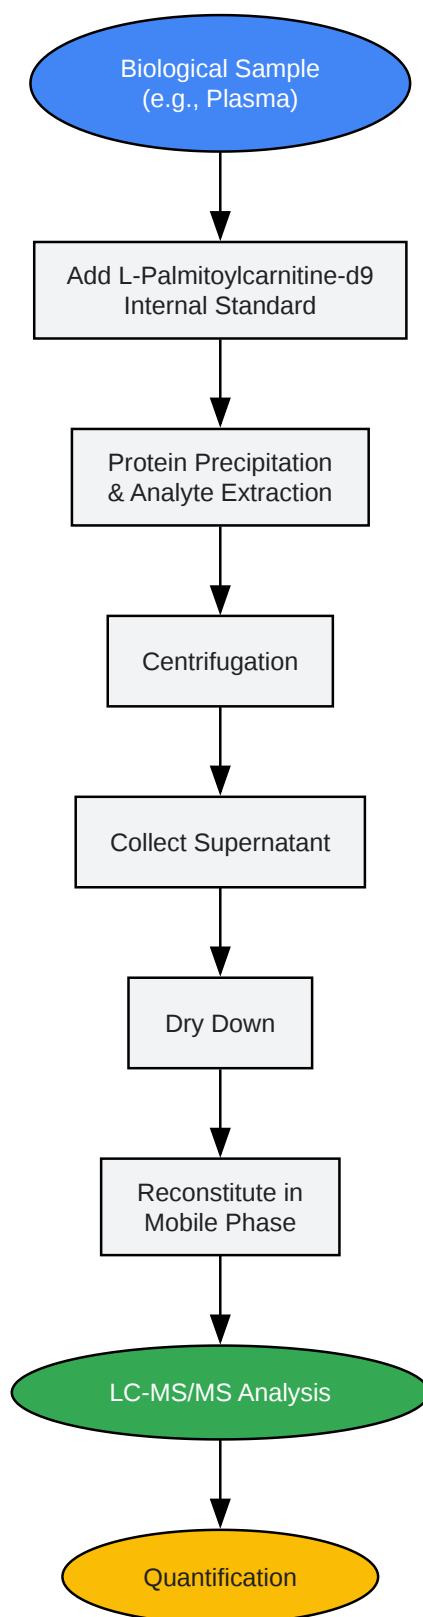 Biological Sample
(e.g., Plasma)
Add L-Palmitoylcarnitine-d9
Internal Standard
Protein Precipitation
& Analyte Extraction
Centrifugation
Collect Supernatant
Dry Down
Reconstitute in
Mobile Phase
LC-MS/MS Analysis
Quantification